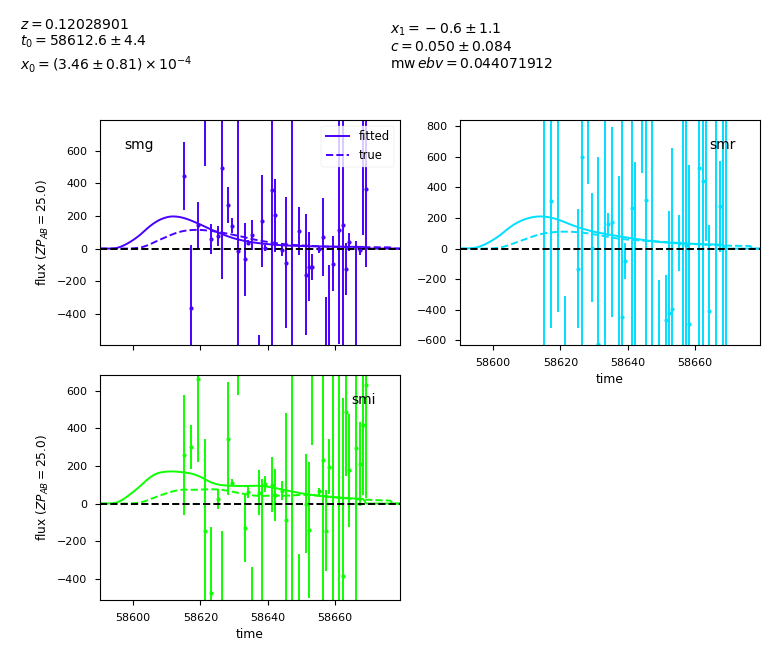 z = 0.12028901
t₀ = 58612.6 ± 4.4
x₀ = (3.46 ± 0.81) × 10⁻⁴
x₁ = −0.6 ± 1.1
c = 0.050 ± 0.084
mw ebv = 0.044071912
smg
fitted
true
600
400
200
0
−200
−400
flux (ZP_AB = 25.0)
smr
800
600
400
200
0
−200
−400
−600
58600 58620 58640 58660
time
smi
600
400
200
0
−200
−400
flux (ZP_AB = 25.0)
58600 58620 58640 58660
time